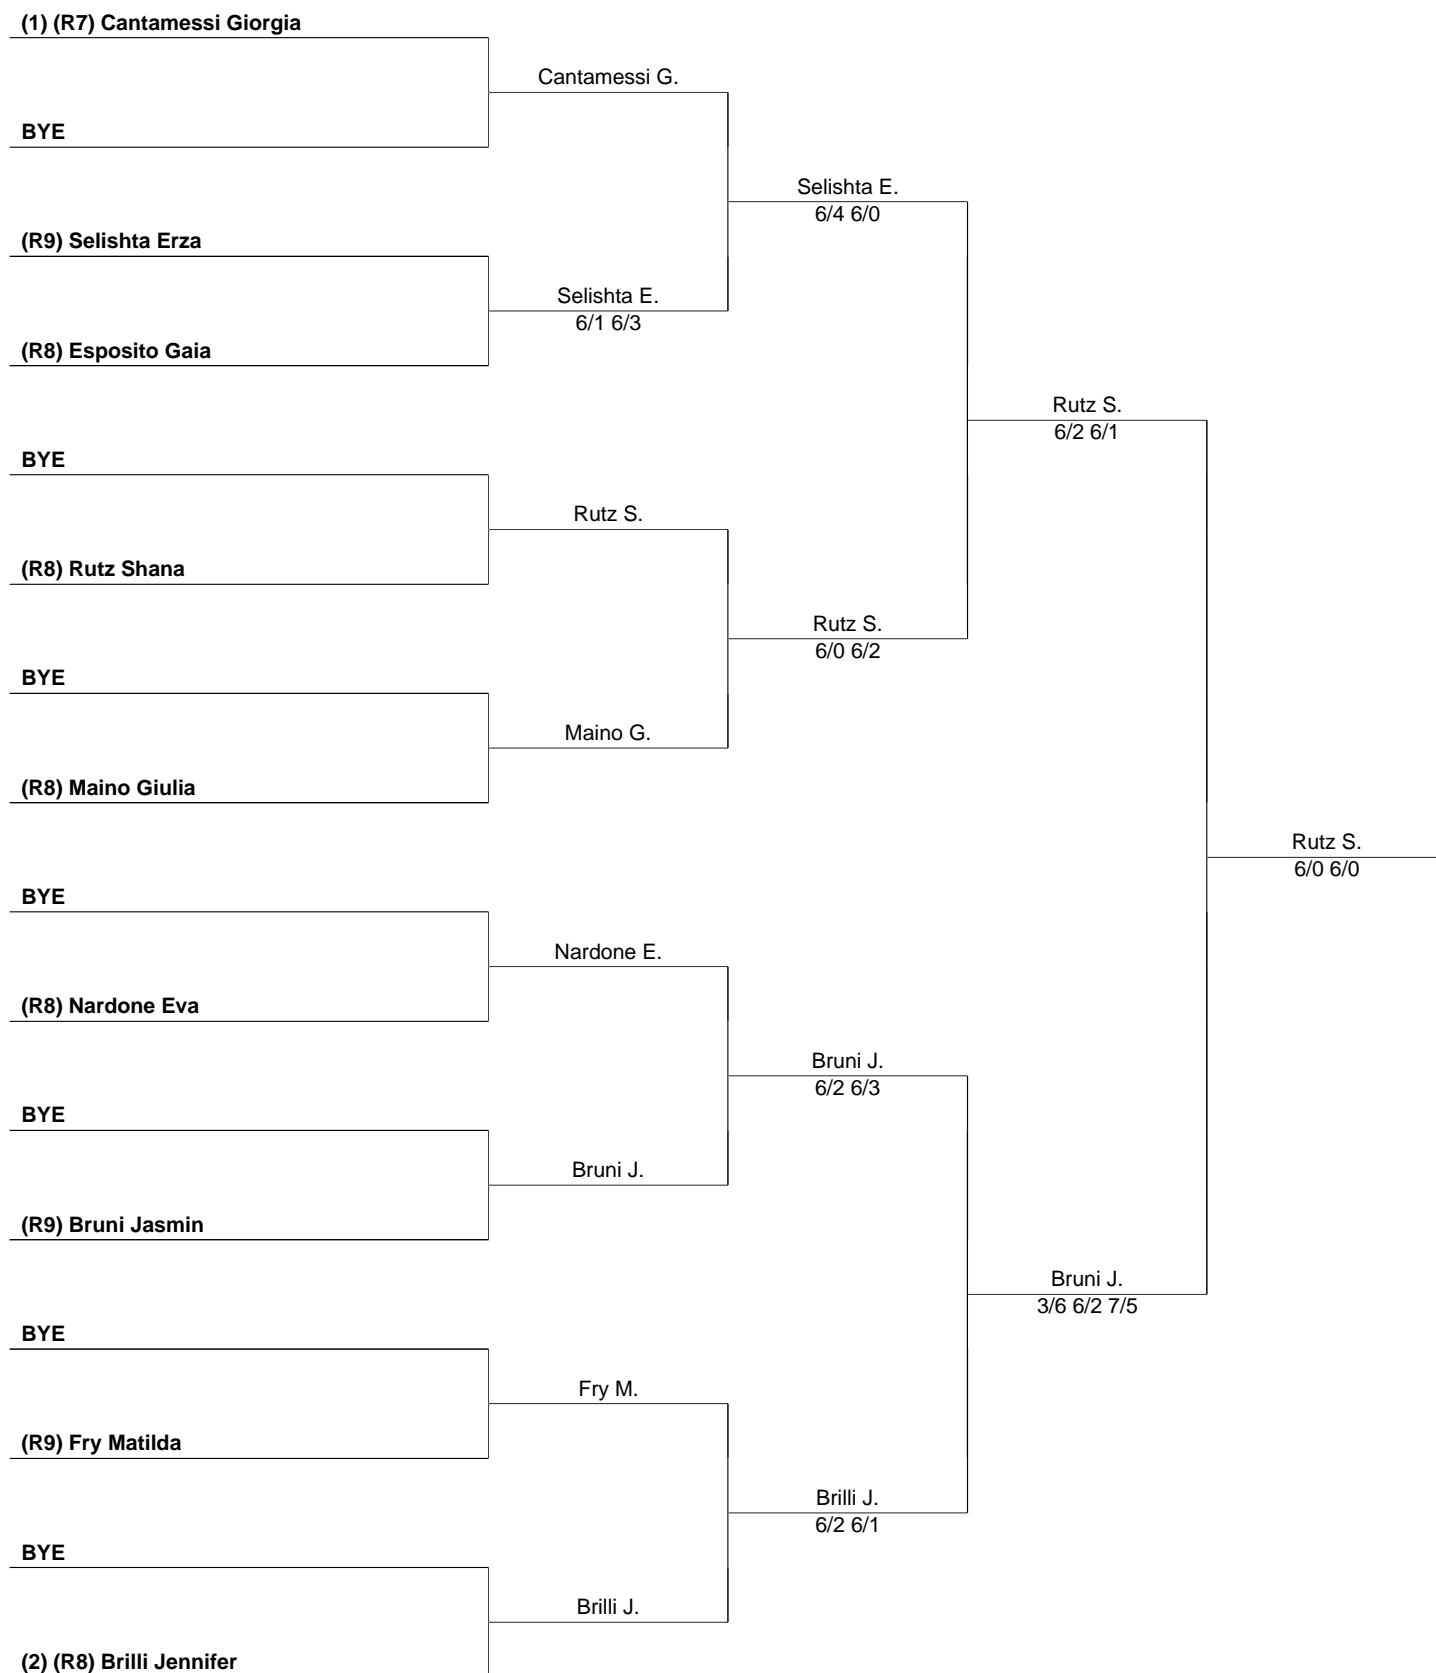 (1) (R7) Cantamessi Giorgia
Cantamessi G.
BYE
Selishta E.
6/4 6/0
(R9) Selishta Erza
Selishta E.
6/1 6/3
(R8) Esposito Gaia
Rutz S.
6/2 6/1
BYE
Rutz S.
(R8) Rutz Shana
Rutz S.
6/0 6/2
BYE
Maino G.
(R8) Maino Giulia
Rutz S.
6/0 6/0
BYE
Nardone E.
(R8) Nardone Eva
Bruni J.
6/2 6/3
BYE
Bruni J.
(R9) Bruni Jasmin
Bruni J.
3/6 6/2 7/5
BYE
Fry M.
(R9) Fry Matilda
Brilli J.
6/2 6/1
BYE
Brilli J.
(2) (R8) Brilli Jennifer